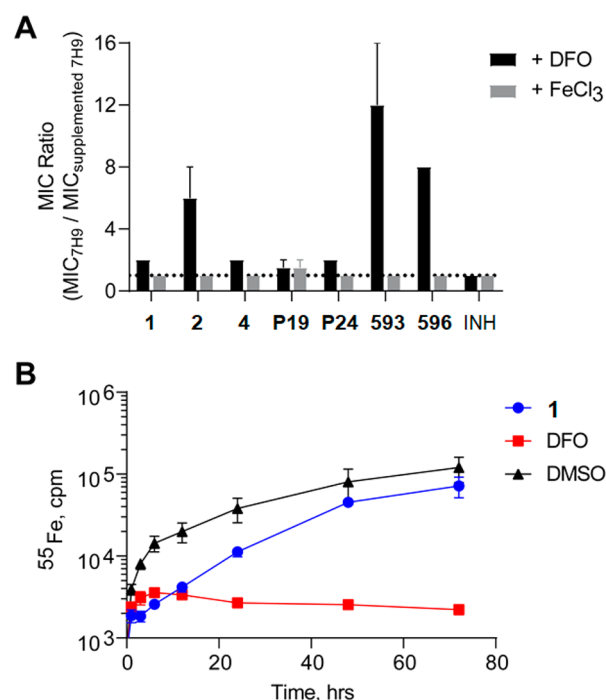 A
MIC Ratio
(MIC7H9 / MICsupplemented 7H9)
16
12
8
4
0
+ DFO
+ FeCl3
1 2 4 P19 P24 593 596 INH
B
55Fe, cpm
10^6
10^5
10^4
10^3
1
DFO
DMSO
0 20 40 60 80
Time, hrs